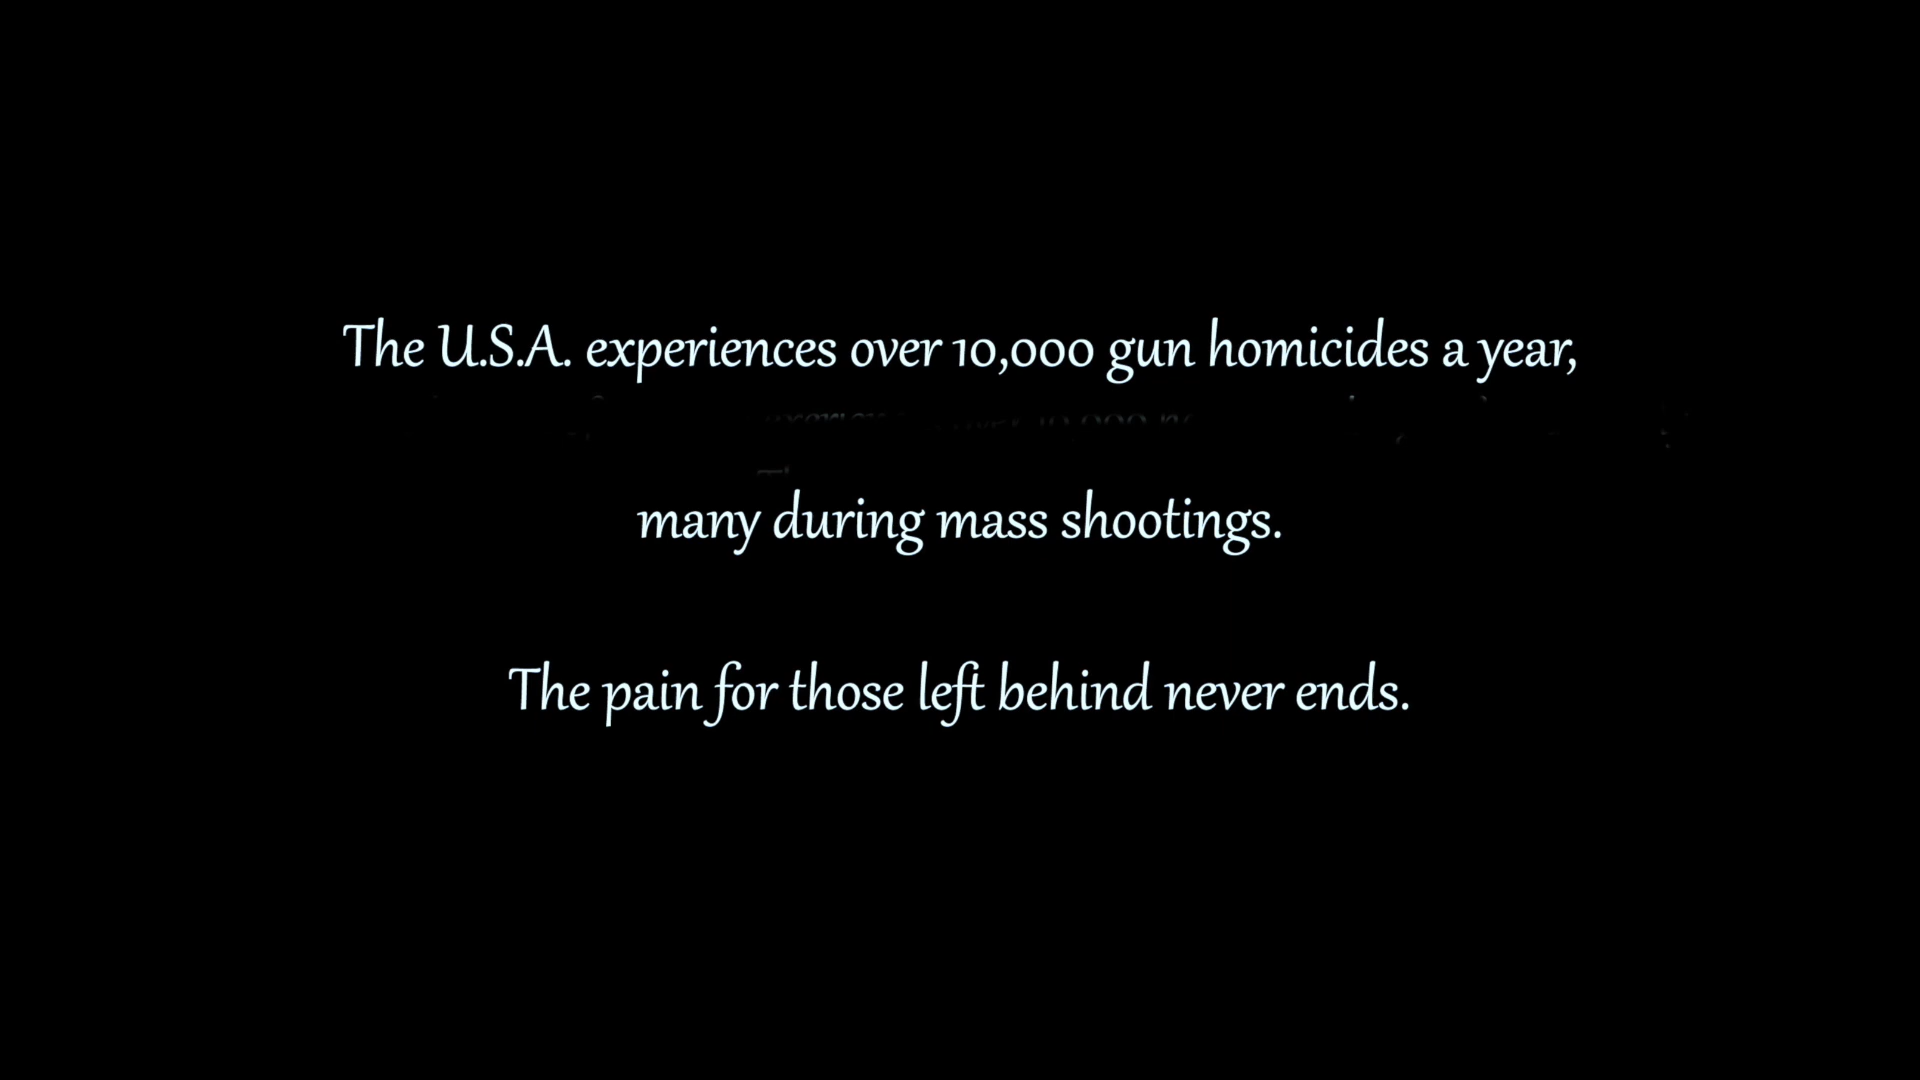 The U.S.A. experiences over 10,000 gun homicides a year,
many during mass shootings.
The pain for those left behind never ends.